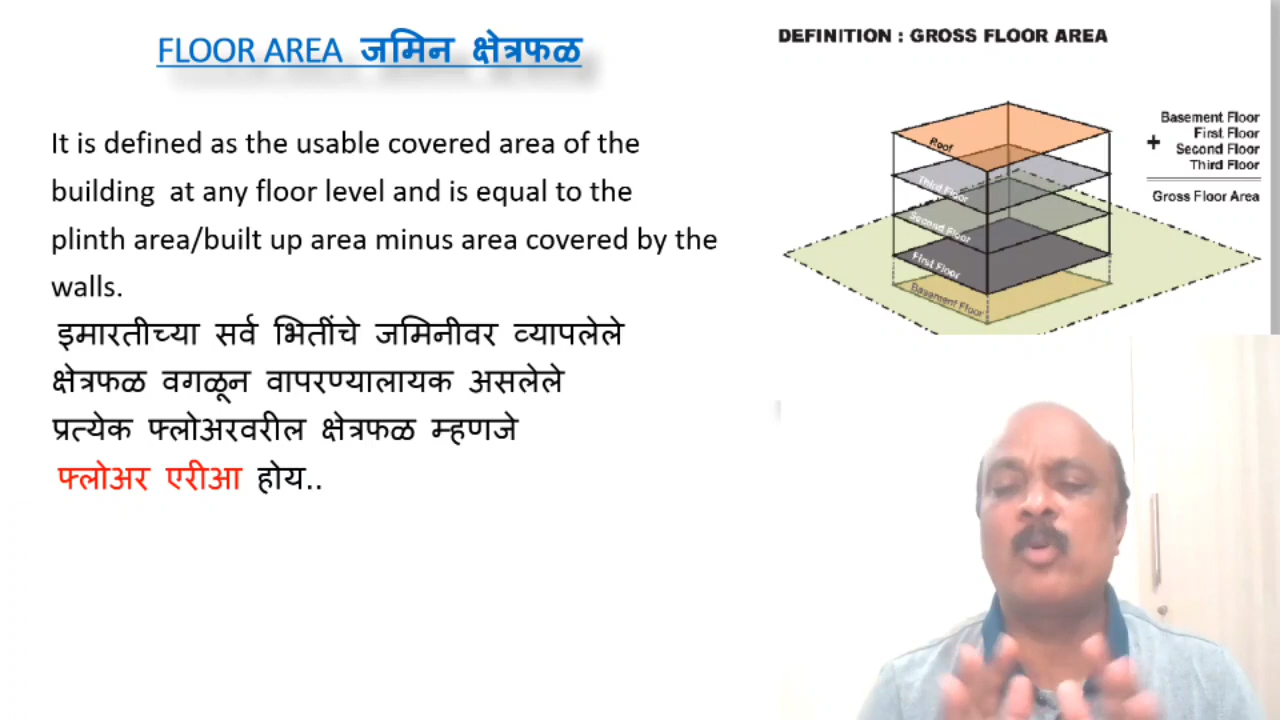 FLOOR AREA जमिन क्षेत्रफळ
It is defined as the usable covered area of the
building at any floor level and is equal to the
plinth area/built up area minus area covered by the
walls.
इमारतीच्या सर्व भितींचे जमिनीवर व्यापलेले
क्षेत्रफळ वगळून वापरण्यालायक असलेले
प्रत्येक फ्लोअरवरील क्षेत्रफळ म्हणजे
फ्लोअर एरीआ होय..
DEFINITION : GROSS FLOOR AREA
Roof
Third Floor
Second Floor
First Floor
Basement Floor
Basement Floor
First Floor
+ Second Floor
Third Floor
Gross Floor Area